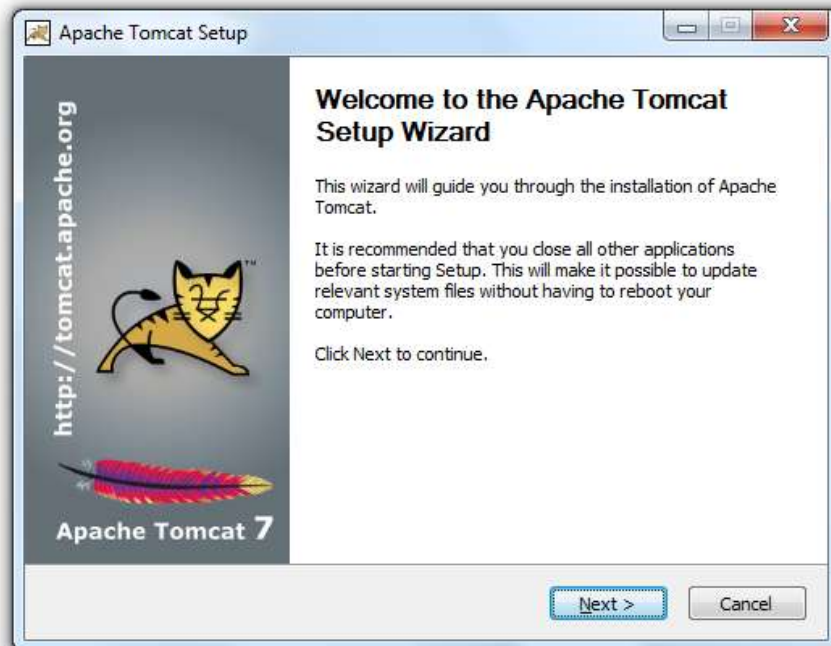 Apache Tomcat Setup
http://tomcat.apache.org
TM
Apache Tomcat 7
Welcome to the Apache Tomcat
Setup Wizard
This wizard will guide you through the installation of Apache
Tomcat.
It is recommended that you close all other applications
before starting Setup. This will make it possible to update
relevant system files without having to reboot your
computer.
Click Next to continue.
Next >
Cancel